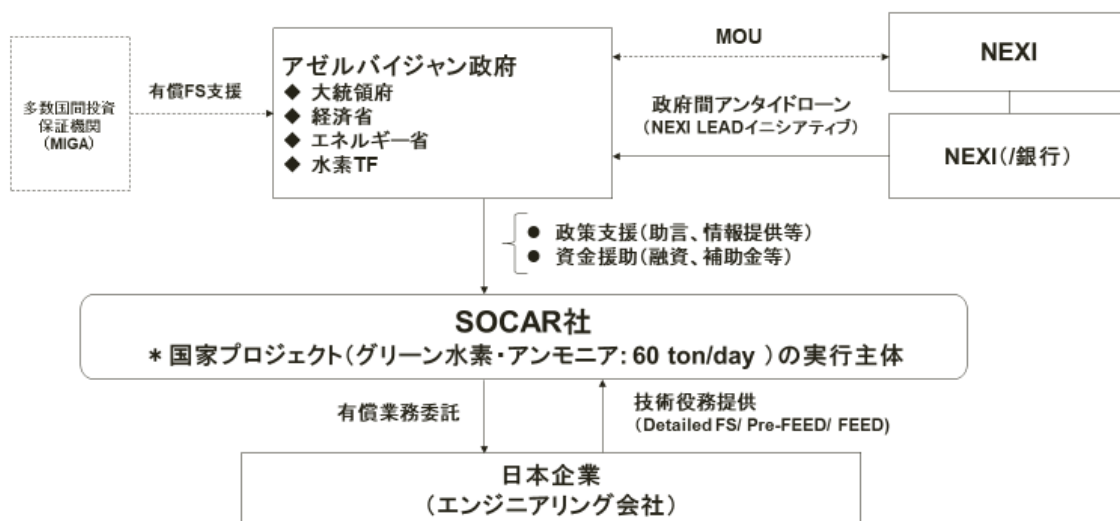 多数国間投資
保証機関
(MIGA)
有償FS支援
アゼルバイジャン政府
◆ 大統領府
◆ 経済省
◆ エネルギー省
◆ 水素TF
MOU
NEXI
政府間アンタイドローン
(NEXI LEADイニシアティブ)
NEXI(/銀行)
● 政策支援(助言、情報提供等)
● 資金援助(融資、補助金等)
SOCAR社
＊国家プロジェクト(グリーン水素・アンモニア: 60 ton/day )の実行主体
有償業務委託
技術役務提供
(Detailed FS/ Pre-FEED/ FEED)
日本企業
(エンジニアリング会社)